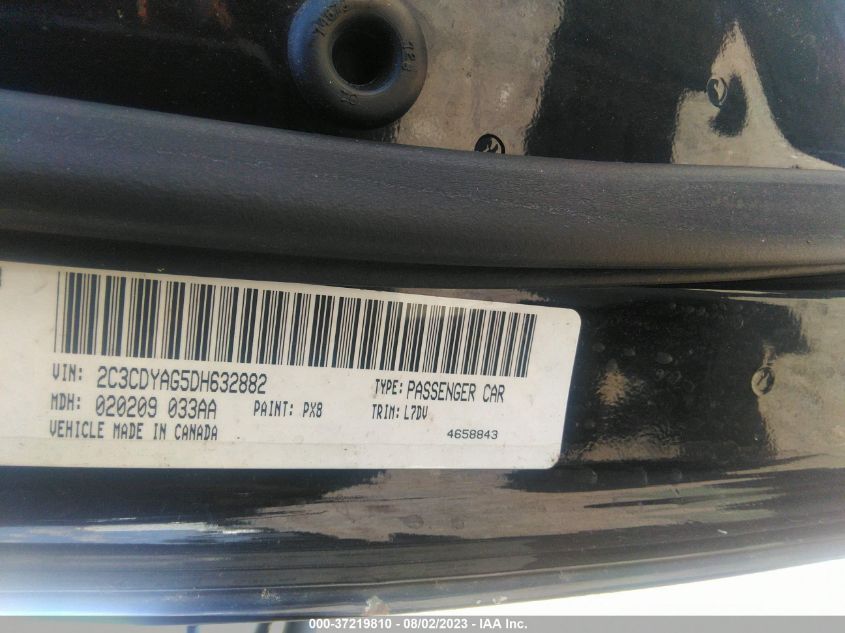 VIN: 2C3CDYAG5DH632882 TYPE: PASSENGER CAR
MDH: 020209 033AA PAINT: PX8 TRIM: L7DV
VEHICLE MADE IN CANADA 4658843
000-37219810 - 08/02/2023 - IAA Inc.